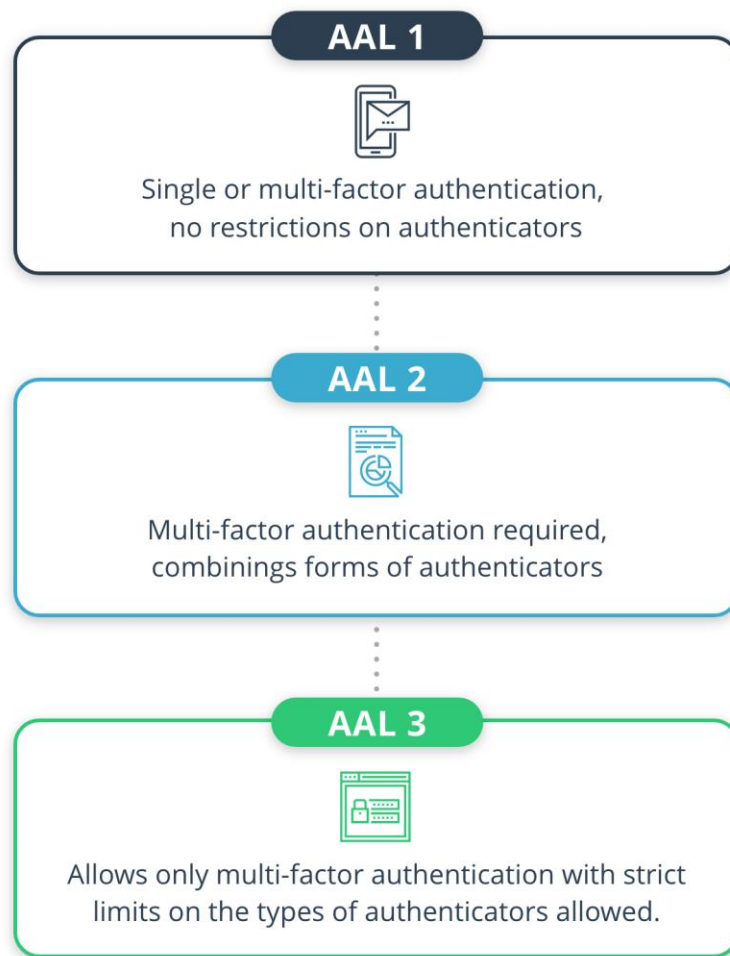 AAL 1
Single or multi-factor authentication,
no restrictions on authenticators
AAL 2
Multi-factor authentication required,
combinings forms of authenticators
AAL 3
Allows only multi-factor authentication with strict
limits on the types of authenticators allowed.